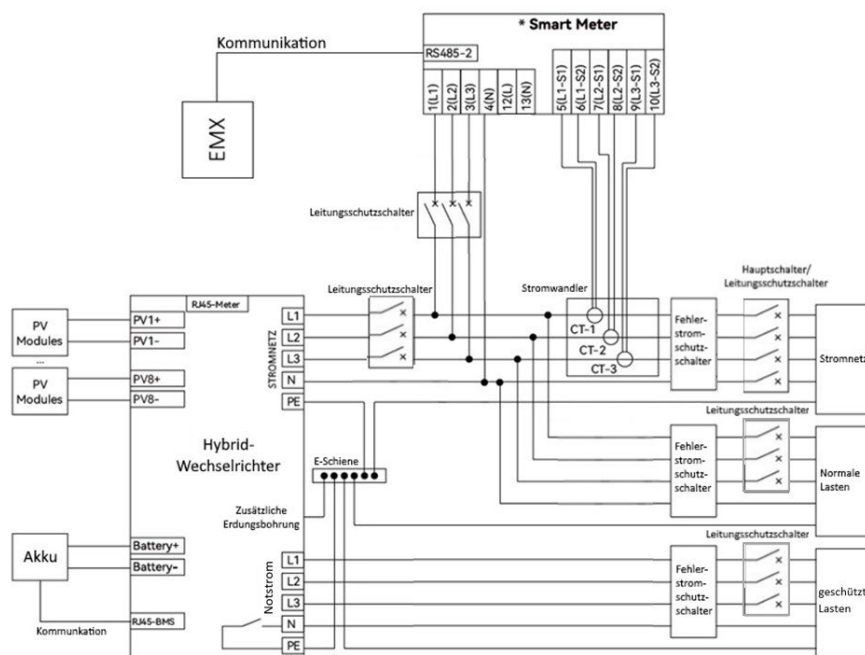 * Smart Meter
Kommunikation
RS485-2
1(L1)
2(L2)
3(L3)
4(N)
12(L)
13(N)
5(L1-S1)
6(L1-S2)
7(L2-S1)
8(L2-S2)
9(L3-S1)
10(L3-S2)
EMX
Leitungsschutzschalter
Leitungsschutzschalter
Stromwandler
Hauptschalter/
Leitungsschutzschalter
RJ45-Meter
PV
Modules
PV1+
PV1-
...
PV
Modules
PV8+
PV8-
STROMNETZ
L1
L2
L3
N
PE
CT-1
CT-2
CT-3
Fehler-
strom-
schutz-
schalter
Stromnetz
Hybrid-
Wechselrichter
E-Schiene
Leitungsschutzschalter
Fehler-
strom-
schutz-
schalter
Normale
Lasten
Zusätzliche
Erdungsbohrung
Leitungsschutzschalter
Akku
Battery+
Battery-
Kommunkation
RJ45-BMS
Notstrom
L1
L2
L3
N
PE
Fehler-
strom-
schutz-
schalter
geschützt
Lasten